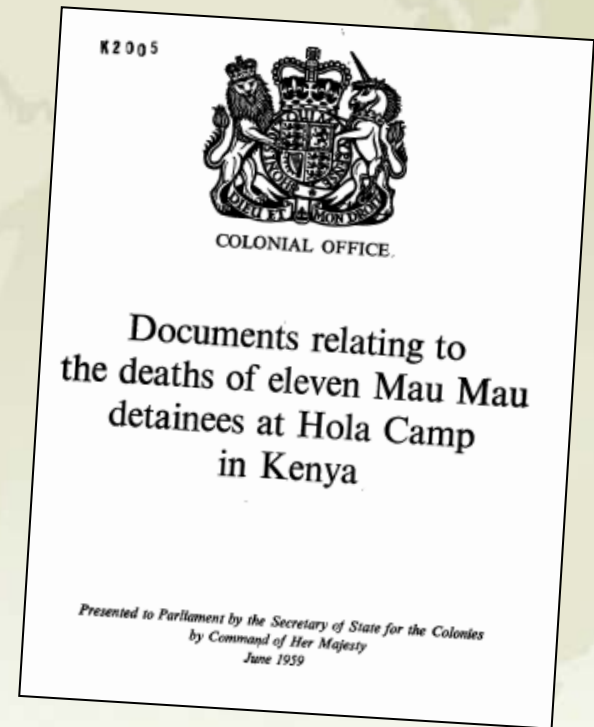 K2005
DIEU ET MON DROIT
COLONIAL OFFICE.
Documents relating to
the deaths of eleven Mau Mau
detainees at Hola Camp
in Kenya
Presented to Parliament by the Secretary of State for the Colonies
by Command of Her Majesty
June 1959